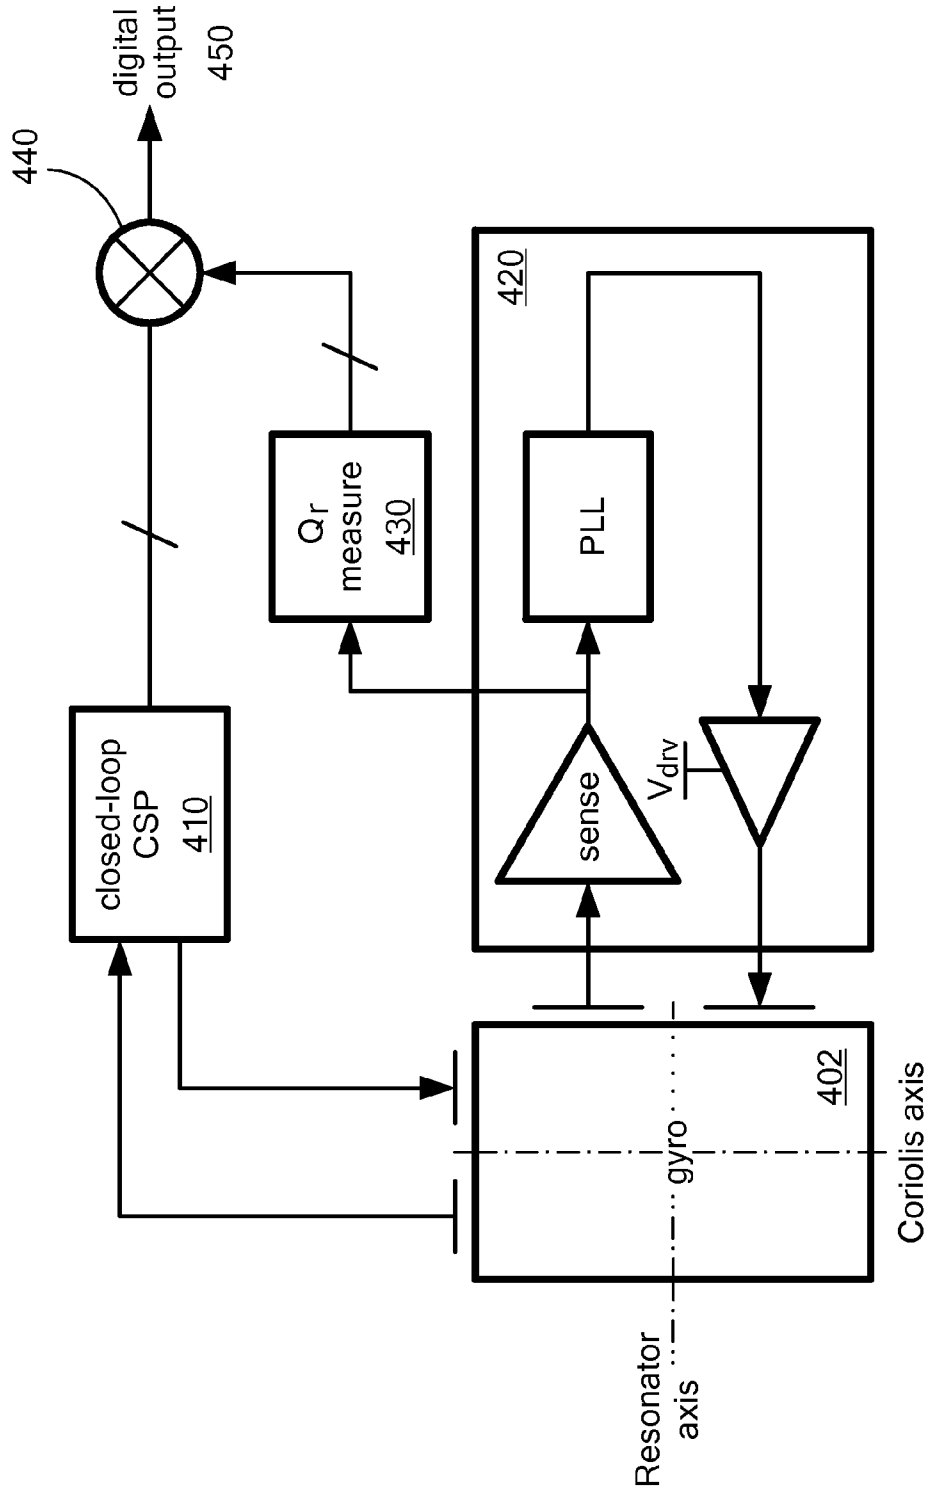 440
digital
output
450
closed-loop
CSP
410
Qr
measure
430
420
sense
PLL
Vdrv
gyro
402
Resonator
axis
Coriolis axis